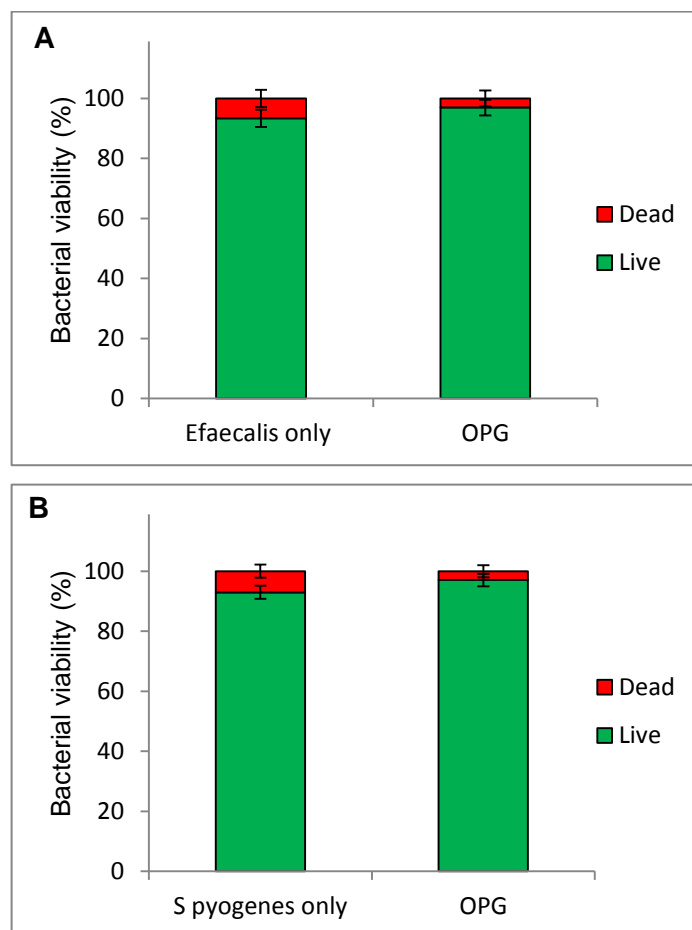 A
Bacterial viability (%)
100
80
60
40
20
0
Efaecalis only OPG
Dead
Live
B
Bacterial viability (%)
100
80
60
40
20
0
S pyogenes only OPG
Dead
Live